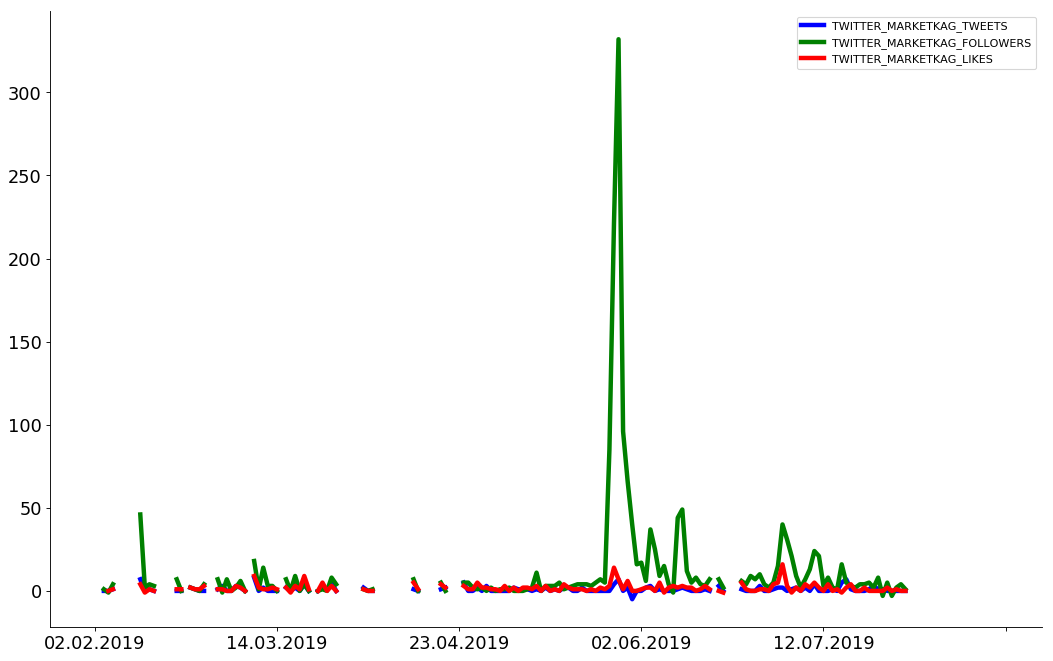 TWITTER_MARKETKAG_TWEETS
TWITTER_MARKETKAG_FOLLOWERS
TWITTER_MARKETKAG_LIKES
300
250
200
150
100
50
0
02.02.2019 14.03.2019 23.04.2019 02.06.2019 12.07.2019